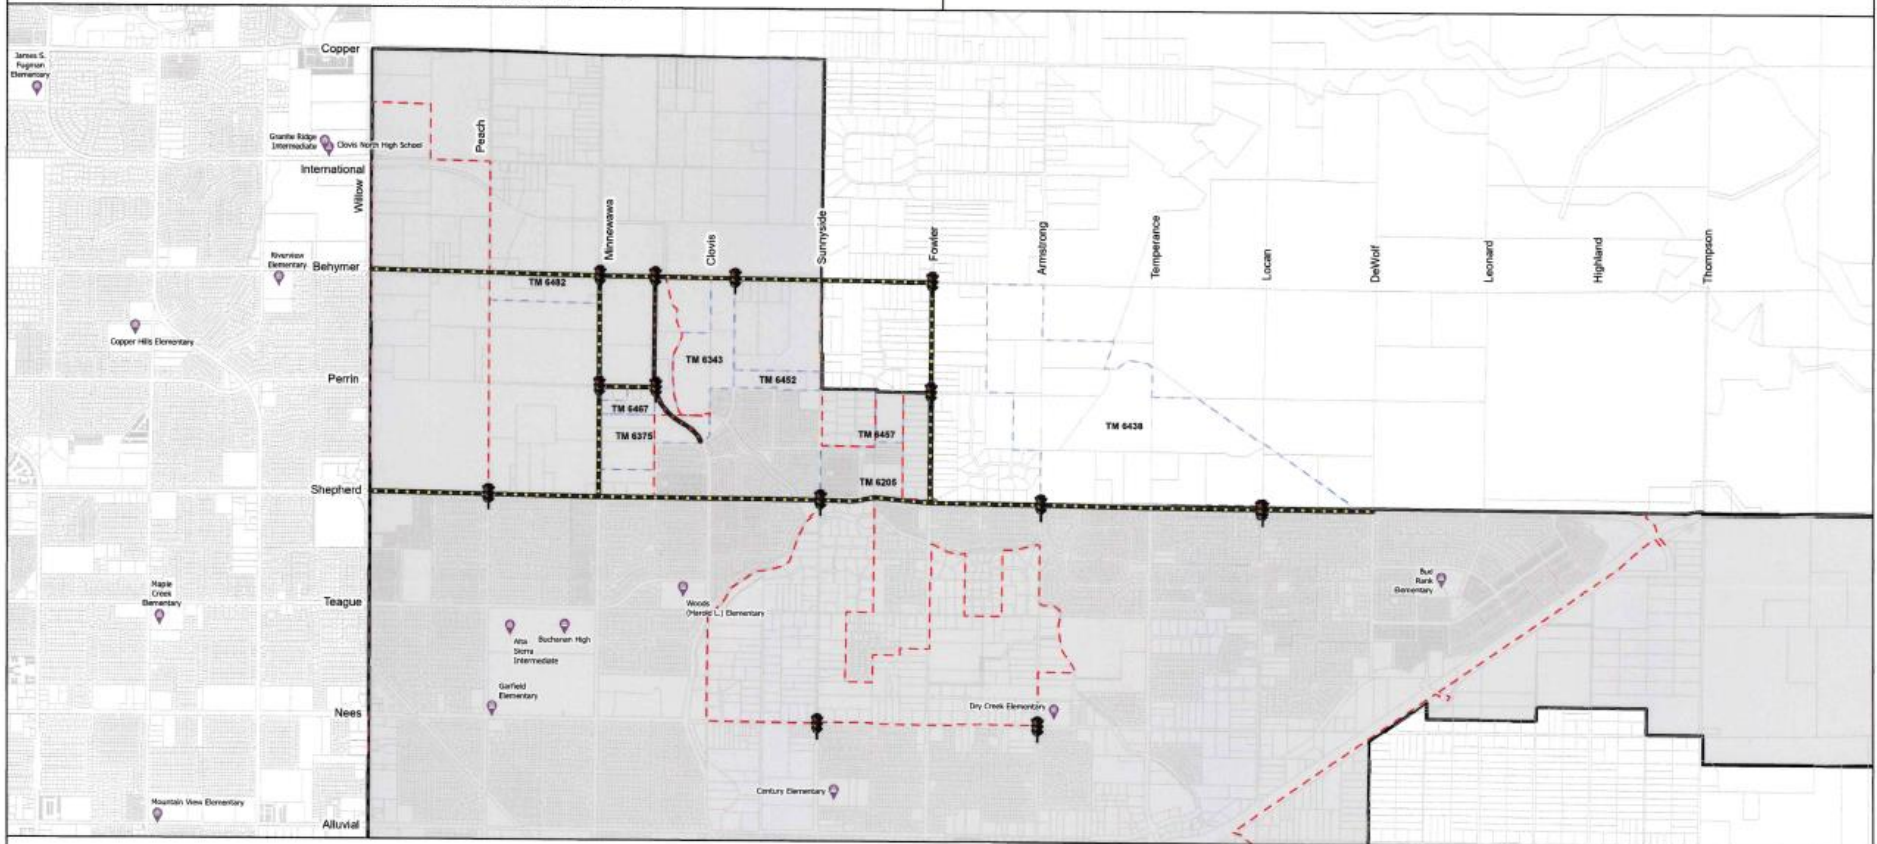 Copper
James S.
Fugman
Elementary
Granite Ridge
Intermediate
Clovis North High School
Peach
International
Willow
Minnewawa
Clovis
Sunnyside
Fowler
Armstrong
Temperance
Locan
DeWolf
Leonard
Highland
Thompson
Riverview
Elementary
Behymer
TM 6482
Copper Hills Elementary
TM 6343
Perrin
TM 6452
TM 6467
TM 6375
TM 6457
TM 6438
Shepherd
TM 6205
Maple
Creek
Elementary
Teague
Woods
(Harold L.) Elementary
Bud
Rank
Elementary
Alta
Sierra
Intermediate
Buchanan High
Garfield
Elementary
Nees
Dry Creek Elementary
Century Elementary
Mountain View Elementary
Alluvial